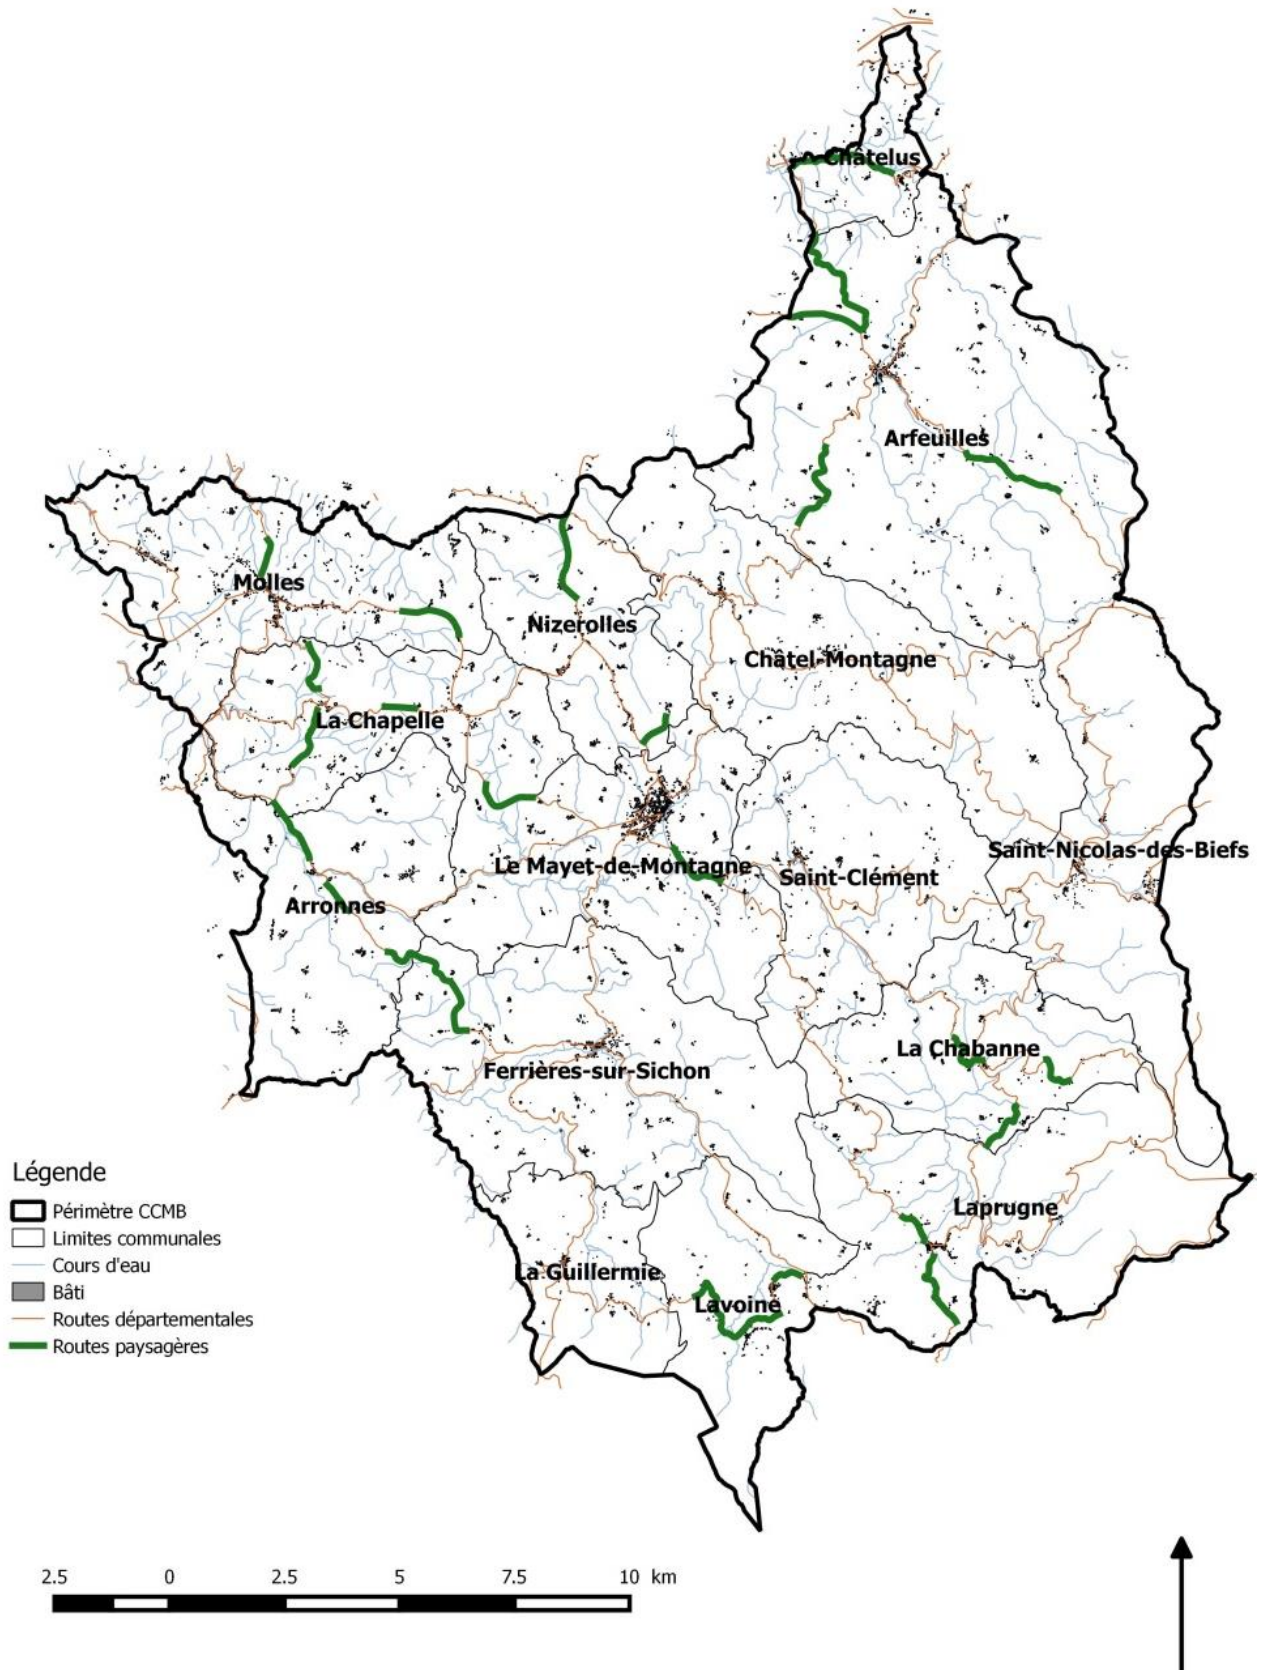 Châtelus
Arfeuilles
Molles
Nizerolles
Châtel-Montagne
La Chapelle
Saint-Nicolas-des-Biefs
Le Mayet-de-Montagne
Saint-Clément
Arronnes
La Chabanne
Ferrières-sur-Sichon
Laprugne
La Guillermie
Lavoine
Légende
Périmètre CCMB
Limites communales
Cours d'eau
Bâti
Routes départementales
Routes paysagères
2.5 0 2.5 5 7.5 10 km